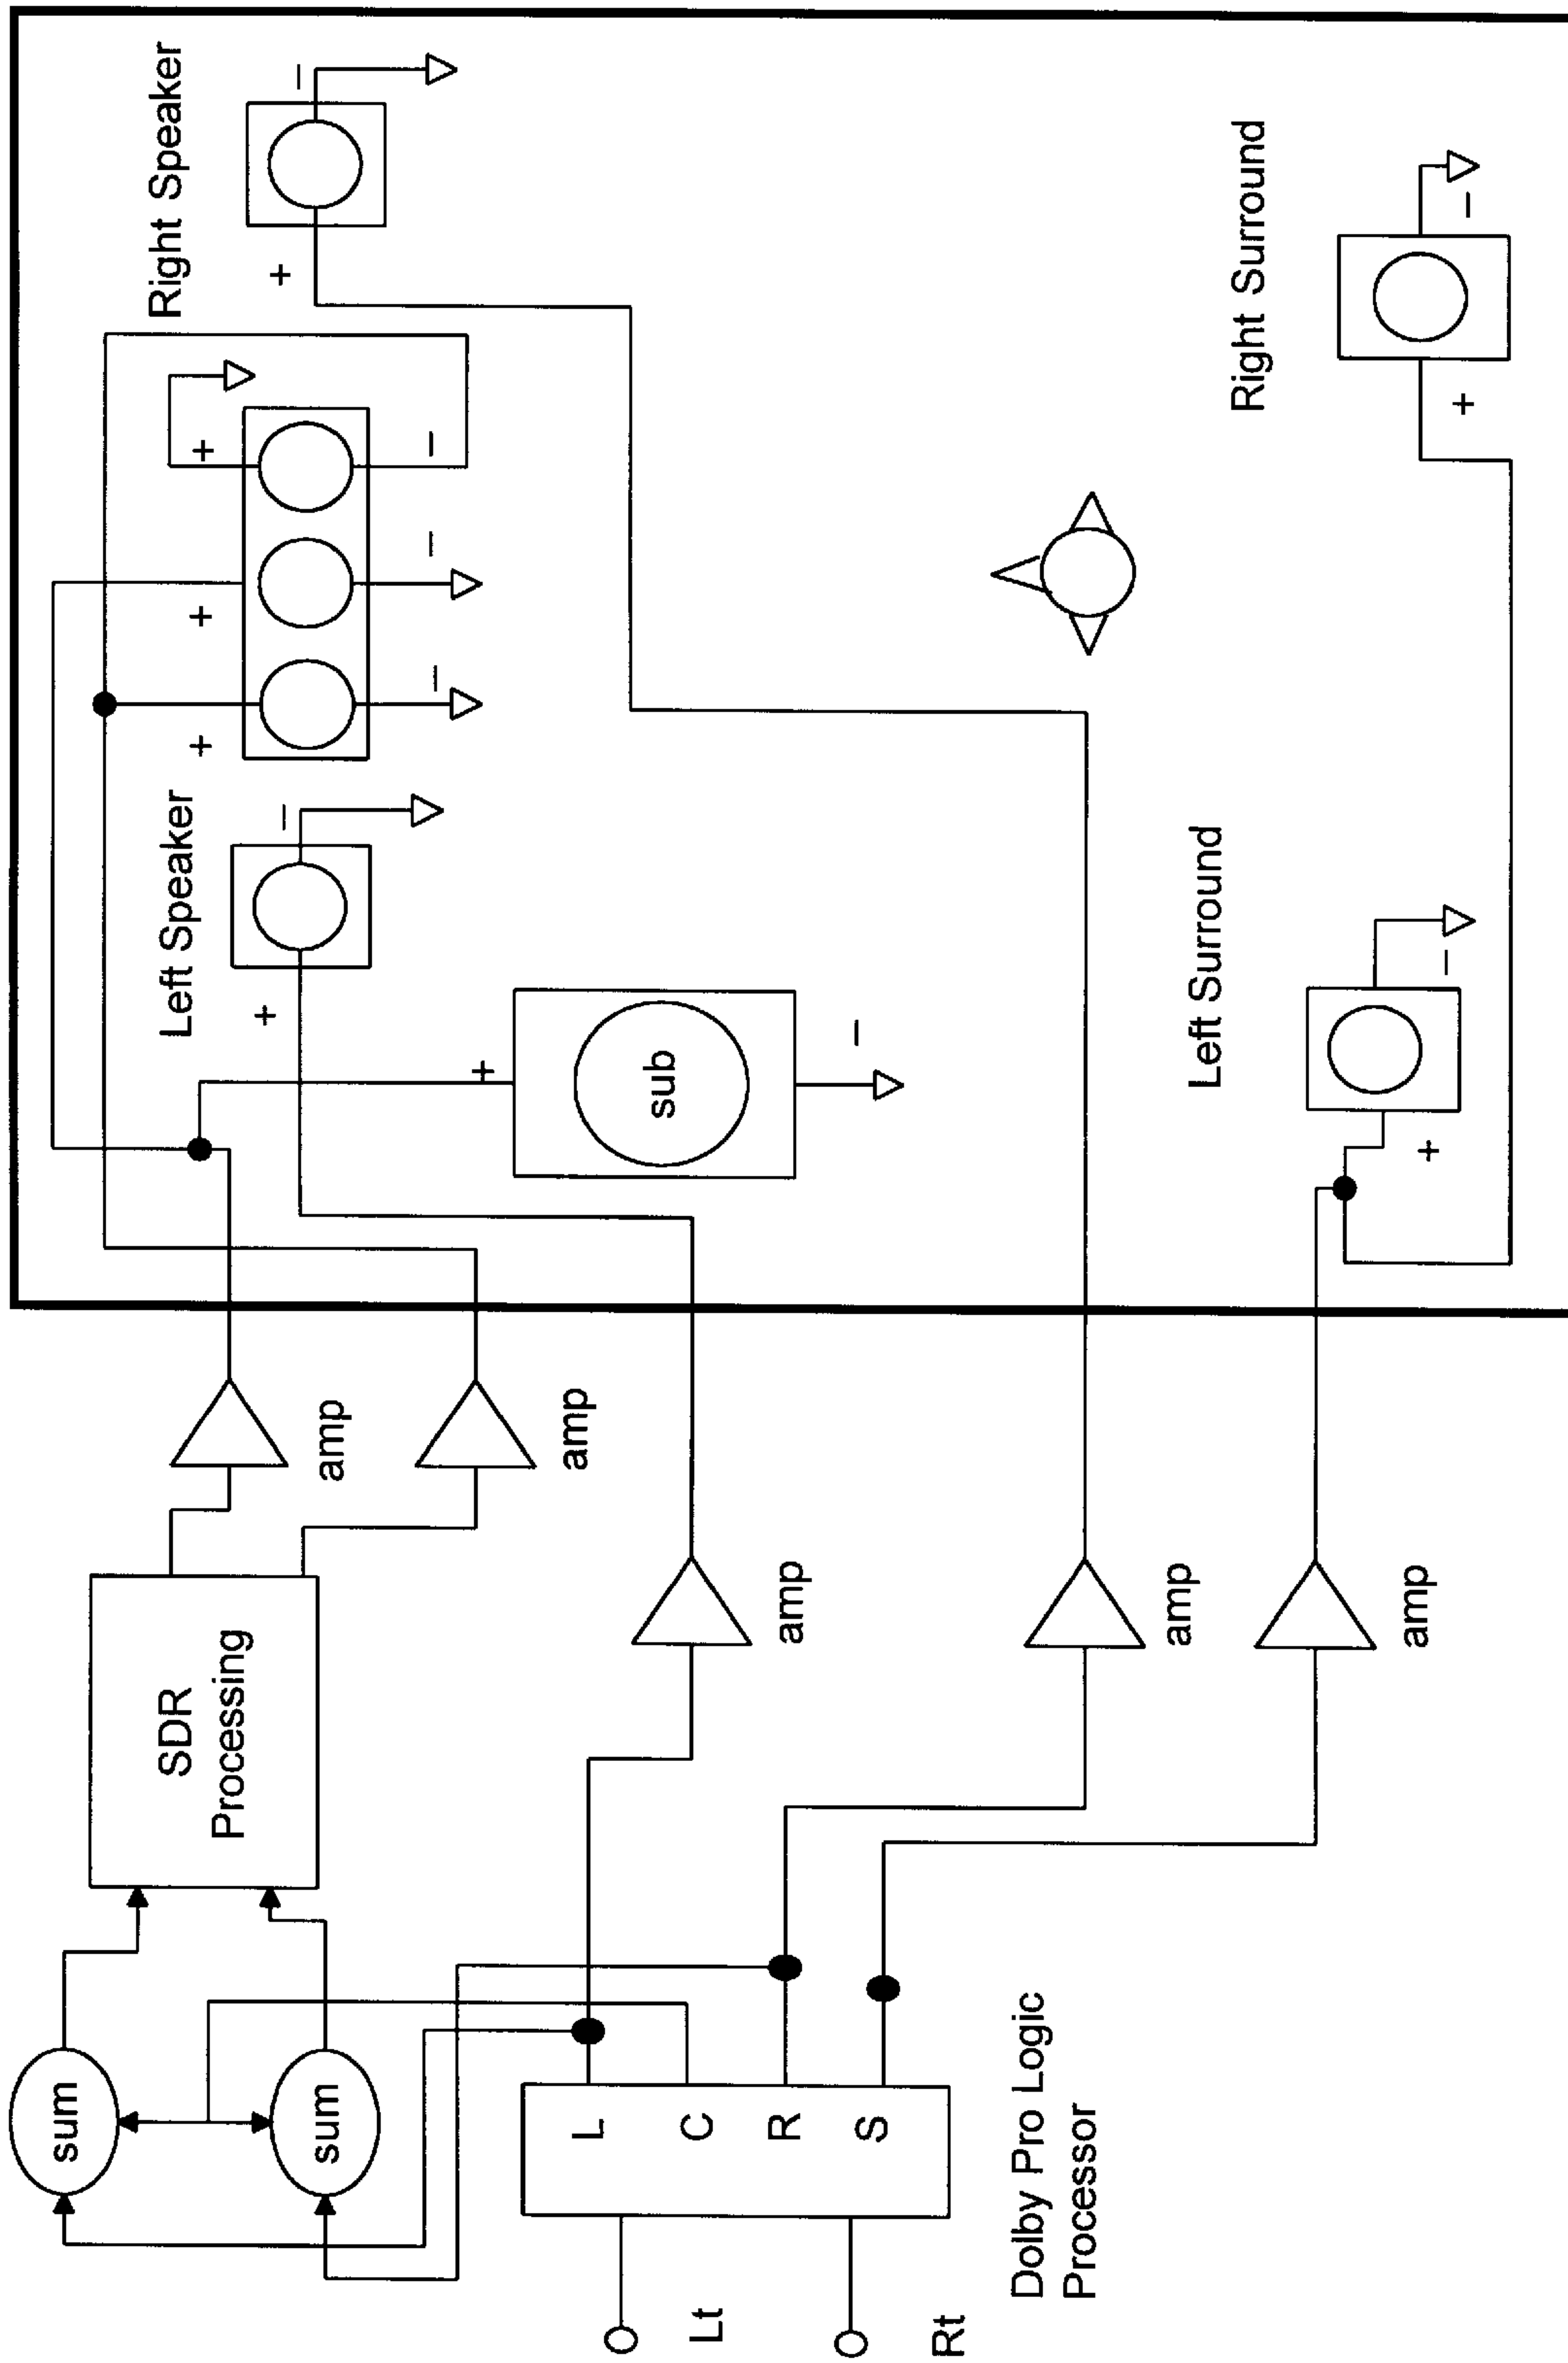 sum
sum
SDR
Processing
amp
amp
L
C
R
S
Lt
Rt
Dolby Pro Logic
Processor
amp
amp
amp
Left Speaker
+
−
sub
+
−
+
−
+
−
+
−
Right Speaker
+
−
Left Surround
+
−
Right Surround
+
−